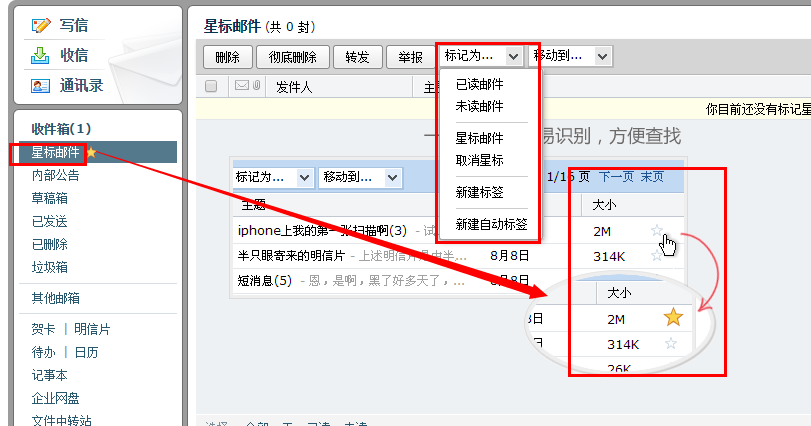 写信
收信
通讯录
收件箱(1)
星标邮件
内部公告
草稿箱
已发送
已删除
垃圾箱
其他邮箱
贺卡 | 明信片
待办 | 日历
记事本
企业网盘
文件中转站
星标邮件 (共 0 封)
删除 彻底删除 转发 举报 标记为... 移动到...
发件人 主
你目前还没有标记星
已读邮件
未读邮件
星标邮件
取消星标
新建标签
新建自动标签
易识别，方便查找
标记为... 移动到... 1/16 页 下一页 末页
主题 大小
iphone上我的第一张扫描啊(3) - 试 2M
半只眼寄来的明信片 - 上述明信片是由半... 8月8日 314K
短消息(5) - 恩，是啊，黑了好多天了，... 8月8日
大小
8日 2M
日 314K
26K